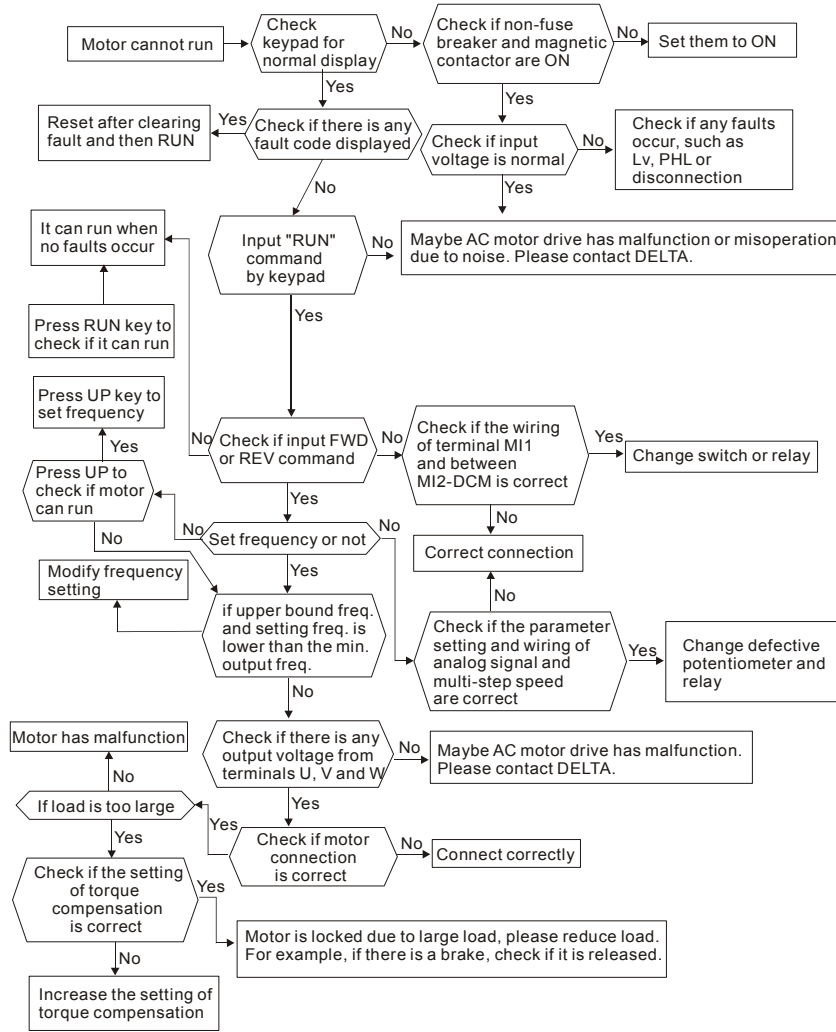 Motor cannot run
Check
keypad for
normal display
No
Check if non-fuse
breaker and magnetic
contactor are ON
No
Set them to ON
Yes
Yes
Reset after clearing
fault and then RUN
Yes
Check if there is any
fault code displayed
Check if input
voltage is normal
No
Check if any faults
occur, such as
Lv, PHL or
disconnection
No
Yes
It can run when
no faults occur
Input "RUN"
command
by keypad
No
Maybe AC motor drive has malfunction or misoperation
due to noise. Please contact DELTA.
Press RUN key to
check if it can run
Yes
Press UP key to
set frequency
Yes
No
Check if input FWD
or REV command
No
Check if the wiring
of terminal MI1
and between
MI2-DCM is correct
Yes
Change switch or relay
Press UP to
check if motor
can run
Yes
No
No
Set frequency or not
No
No
Correct connection
Modify frequency
setting
Yes
No
if upper bound freq.
and setting freq. is
lower than the min.
output freq.
Check if the parameter
setting and wiring of
analog signal and
multi-step speed
are correct
Yes
Change defective
potentiometer and
relay
No
Motor has malfunction
Check if there is any
output voltage from
terminals U, V and W
No
Maybe AC motor drive has malfunction.
Please contact DELTA.
No
If load is too large
Yes
Yes
Yes
Check if motor
connection
is correct
No
Connect correctly
Check if the setting
of torque
compensation
is correct
Yes
Motor is locked due to large load, please reduce load.
For example, if there is a brake, check if it is released.
No
Increase the setting of
torque compensation